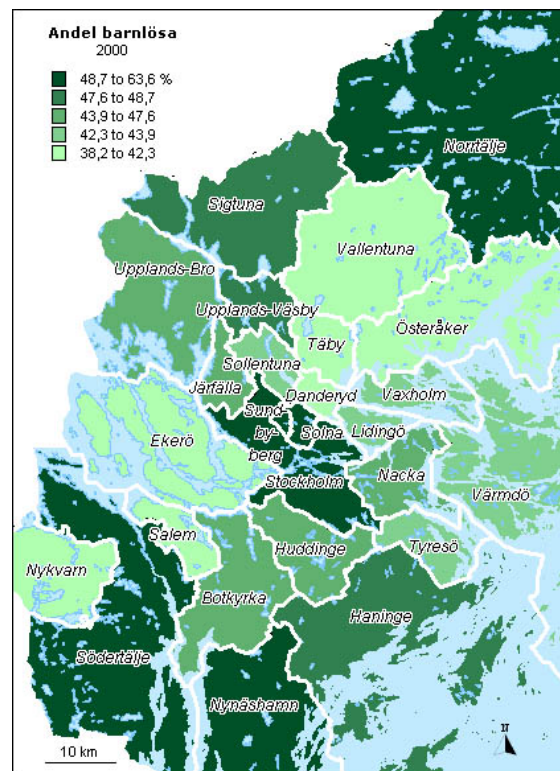 Andel barnlösa
2000
48,7 to 63,6 %
47,6 to 48,7
43,9 to 47,6
42,3 to 43,9
38,2 to 42,3
Norrtälje
Sigtuna
Vallentuna
Upplands-Bro
Upplands-Väsby
Österåker
Täby
Sollentuna
Järfälla
Danderyd
Vaxholm
Sund-
by-
berg
Solna
Lidingö
Ekerö
Stockholm
Nacka
Värmdö
Salem
Huddinge
Tyresö
Nykvarn
Botkyrka
Haninge
Södertälje
Nynäshamn
10 km
N